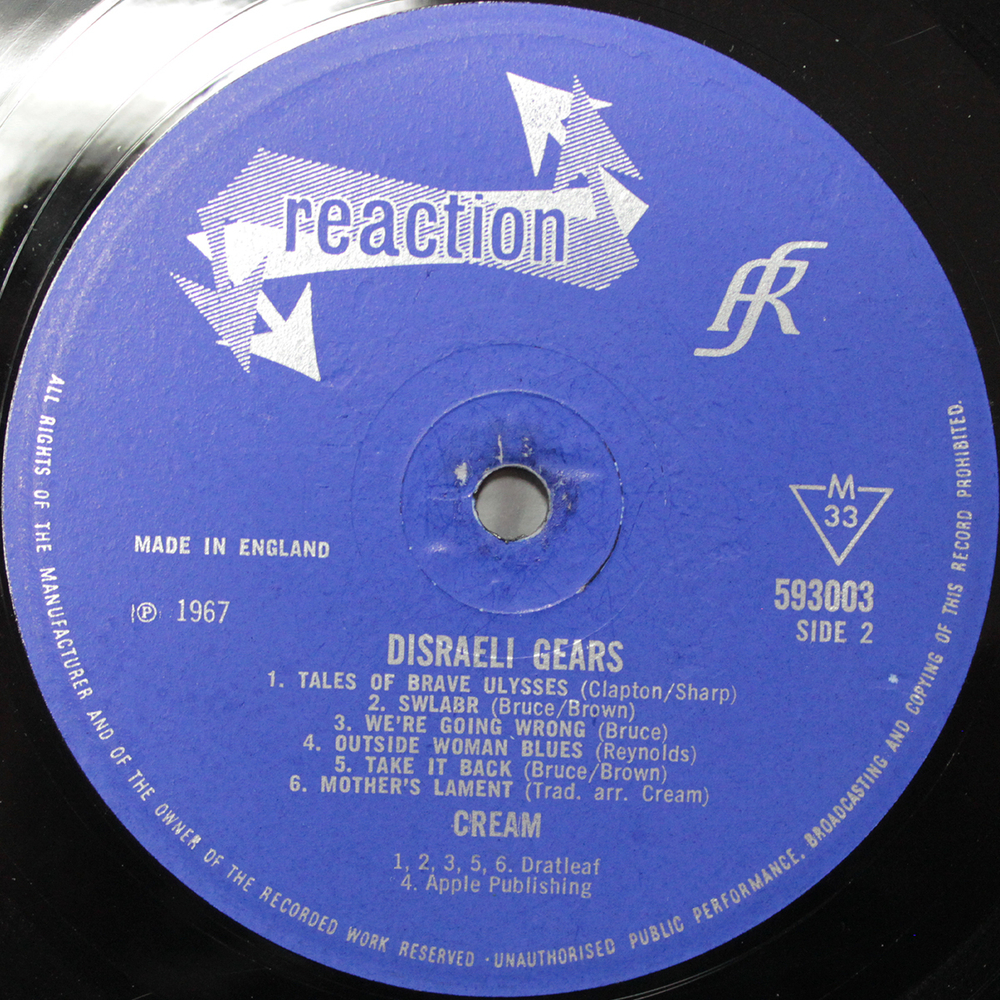 reaction
R
M
33
MADE IN ENGLAND
593003
℗ 1967
SIDE 2
DISRAELI GEARS
1. TALES OF BRAVE ULYSSES (Clapton/Sharp)
2. SWLABR (Bruce/Brown)
3. WE'RE GOING WRONG (Bruce)
4. OUTSIDE WOMAN BLUES (Reynolds)
5. TAKE IT BACK (Bruce/Brown)
6. MOTHER'S LAMENT (Trad. arr. Cream)
CREAM
1, 2, 3, 5, 6. Dratleaf
4. Apple Publishing
ALL RIGHTS OF THE MANUFACTURER AND OF THE OWNER OF THE RECORDED WORK RESERVED · UNAUTHORISED PUBLIC PERFORMANCE, BROADCASTING AND COPYING OF THIS RECORD PROHIBITED.